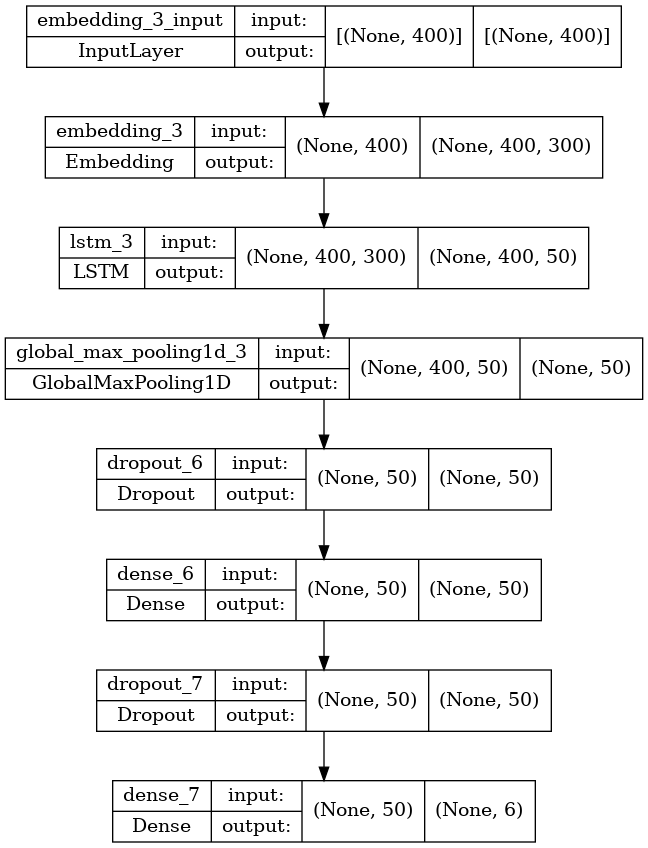 embedding_3_input input: [(None, 400)] [(None, 400)]
InputLayer output:
embedding_3 input: (None, 400) (None, 400, 300)
Embedding output:
lstm_3 input: (None, 400, 300) (None, 400, 50)
LSTM output:
global_max_pooling1d_3 input: (None, 400, 50) (None, 50)
GlobalMaxPooling1D output:
dropout_6 input: (None, 50) (None, 50)
Dropout output:
dense_6 input: (None, 50) (None, 50)
Dense output:
dropout_7 input: (None, 50) (None, 50)
Dropout output:
dense_7 input: (None, 50) (None, 6)
Dense output: